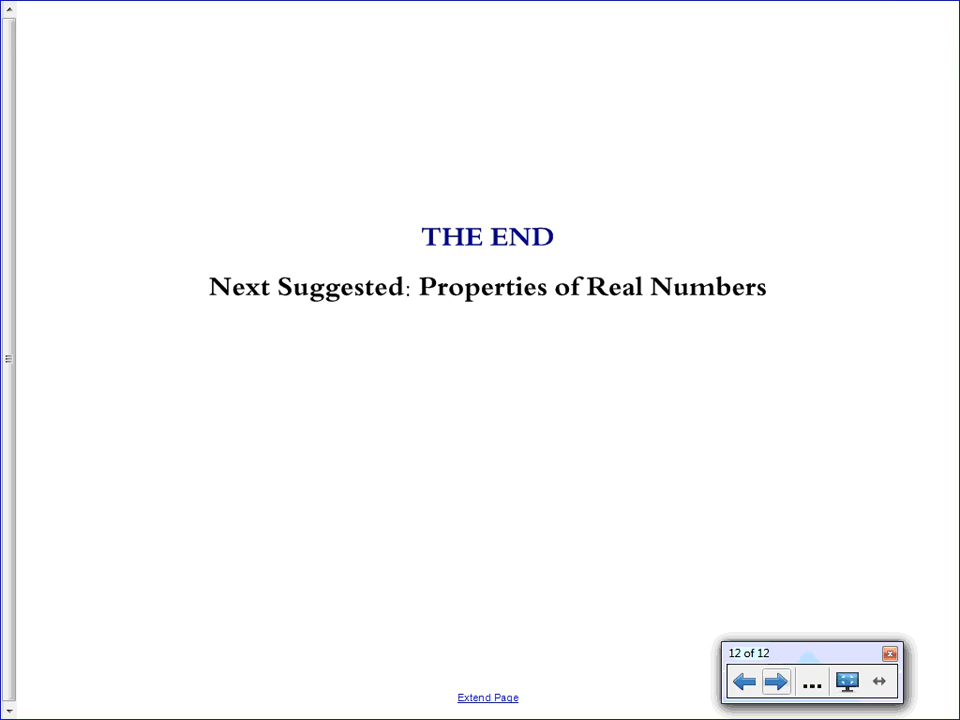 THE END
Next Suggested: Properties of Real Numbers
12 of 12
...
Extend Page